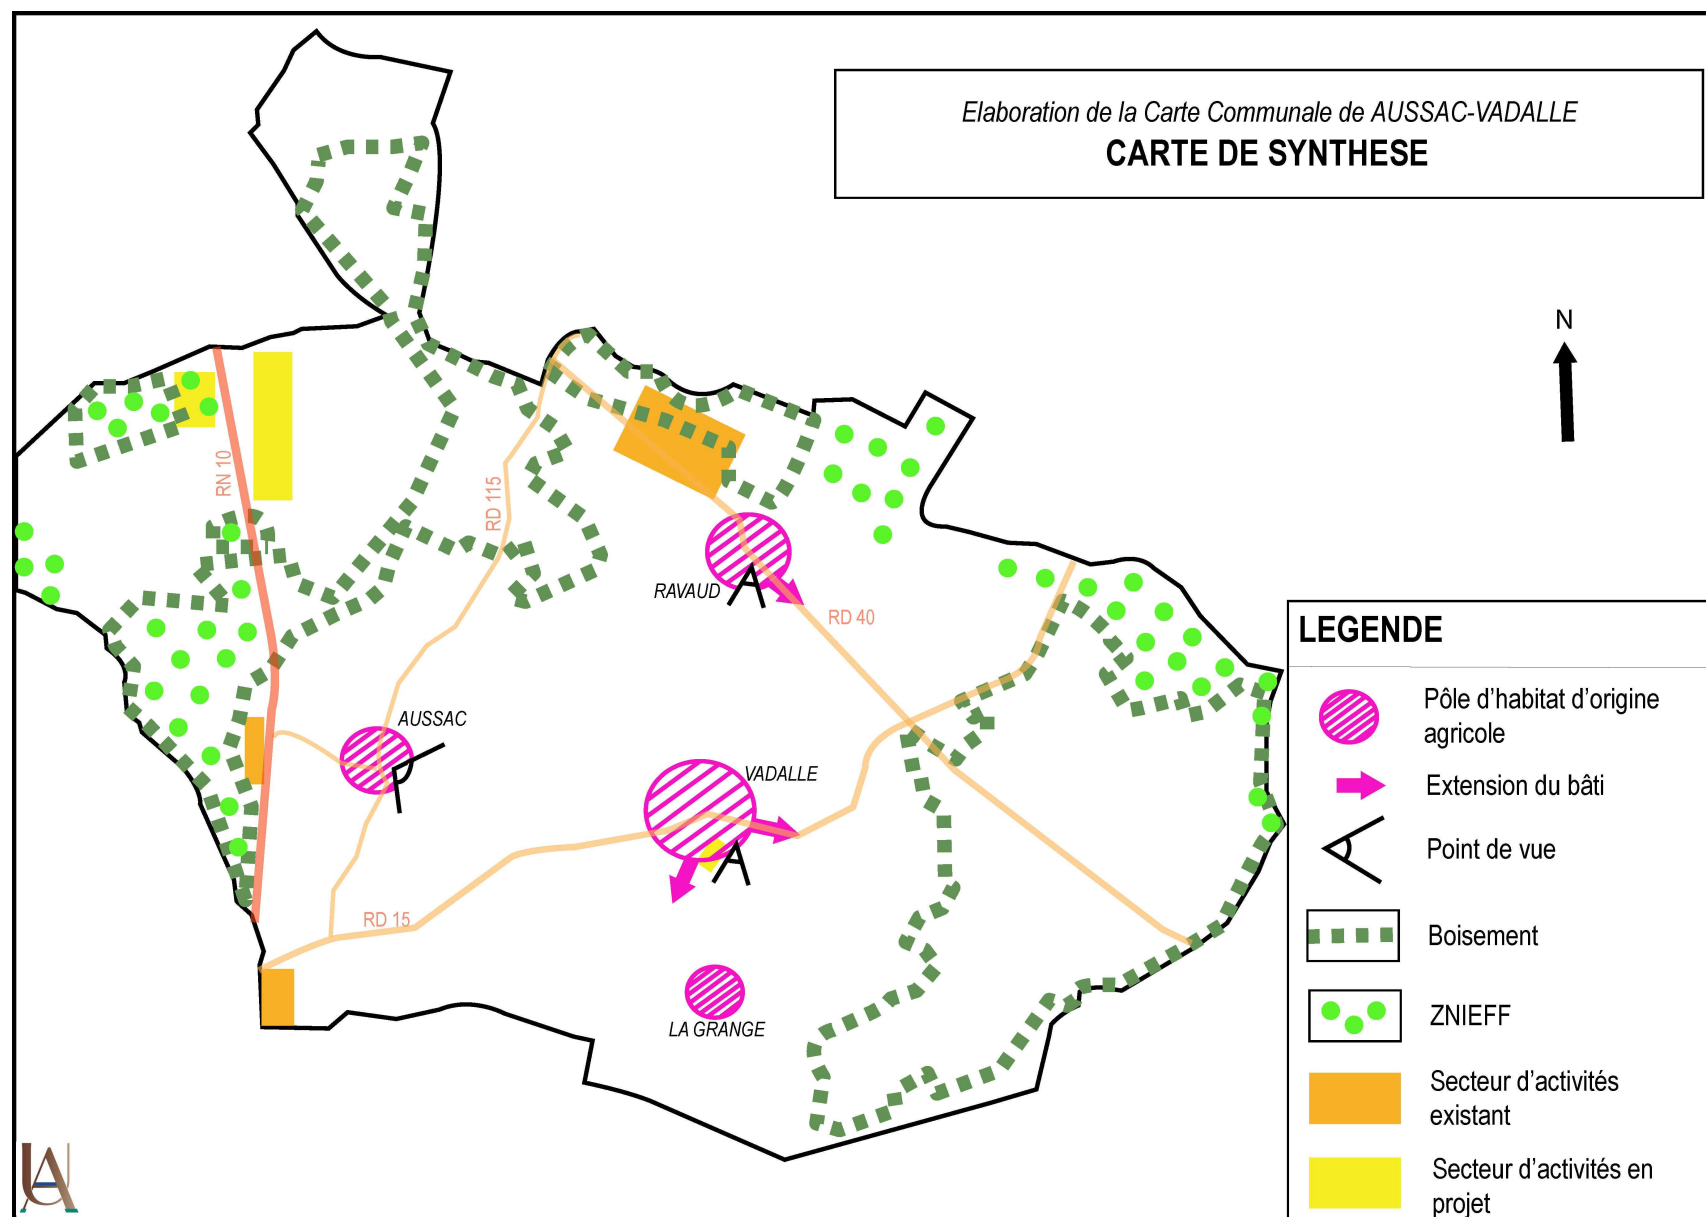 Elaboration de la Carte Communale de AUSSAC-VADALLE
CARTE DE SYNTHESE
N
RN 10
RD 115
RAVAUD
RD 40
AUSSAC
VADALLE
RD 15
LA GRANGE
LEGENDE
Pôle d'habitat d'origine
agricole
Extension du bâti
Point de vue
Boisement
ZNIEFF
Secteur d'activités
existant
Secteur d'activités en
projet
UA